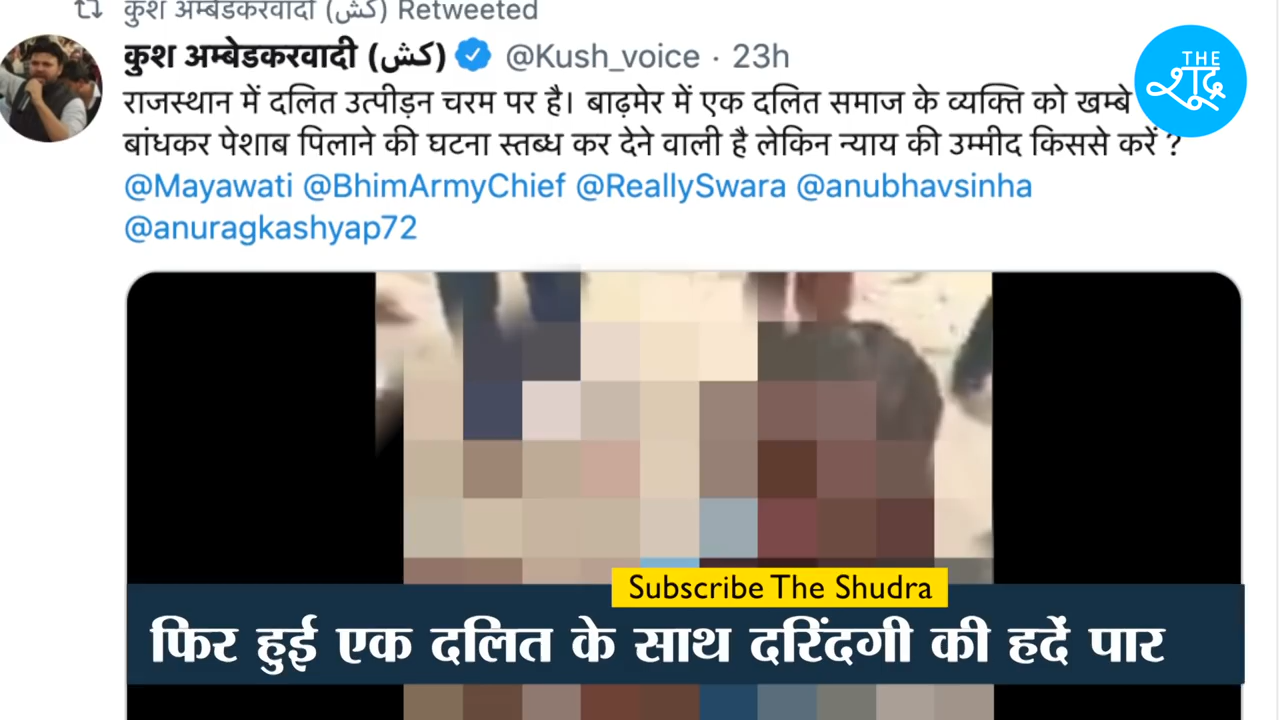 कुश अम्बेडकरवादी (كش) Retweeted
कुश अम्बेडकरवादी (كش) @Kush_voice · 23h
THE
शूद्र
राजस्थान में दलित उत्पीड़न चरम पर है। बाढ़मेर में एक दलित समाज के व्यक्ति को खम्बे
बांधकर पेशाब पिलाने की घटना स्तब्ध कर देने वाली है लेकिन न्याय की उम्मीद किससे करें ?
@Mayawati @BhimArmyChief @ReallySwara @anubhavsinha
@anuragkashyap72
Subscribe The Shudra
फिर हुई एक दलित के साथ दरिंदगी की हदें पार